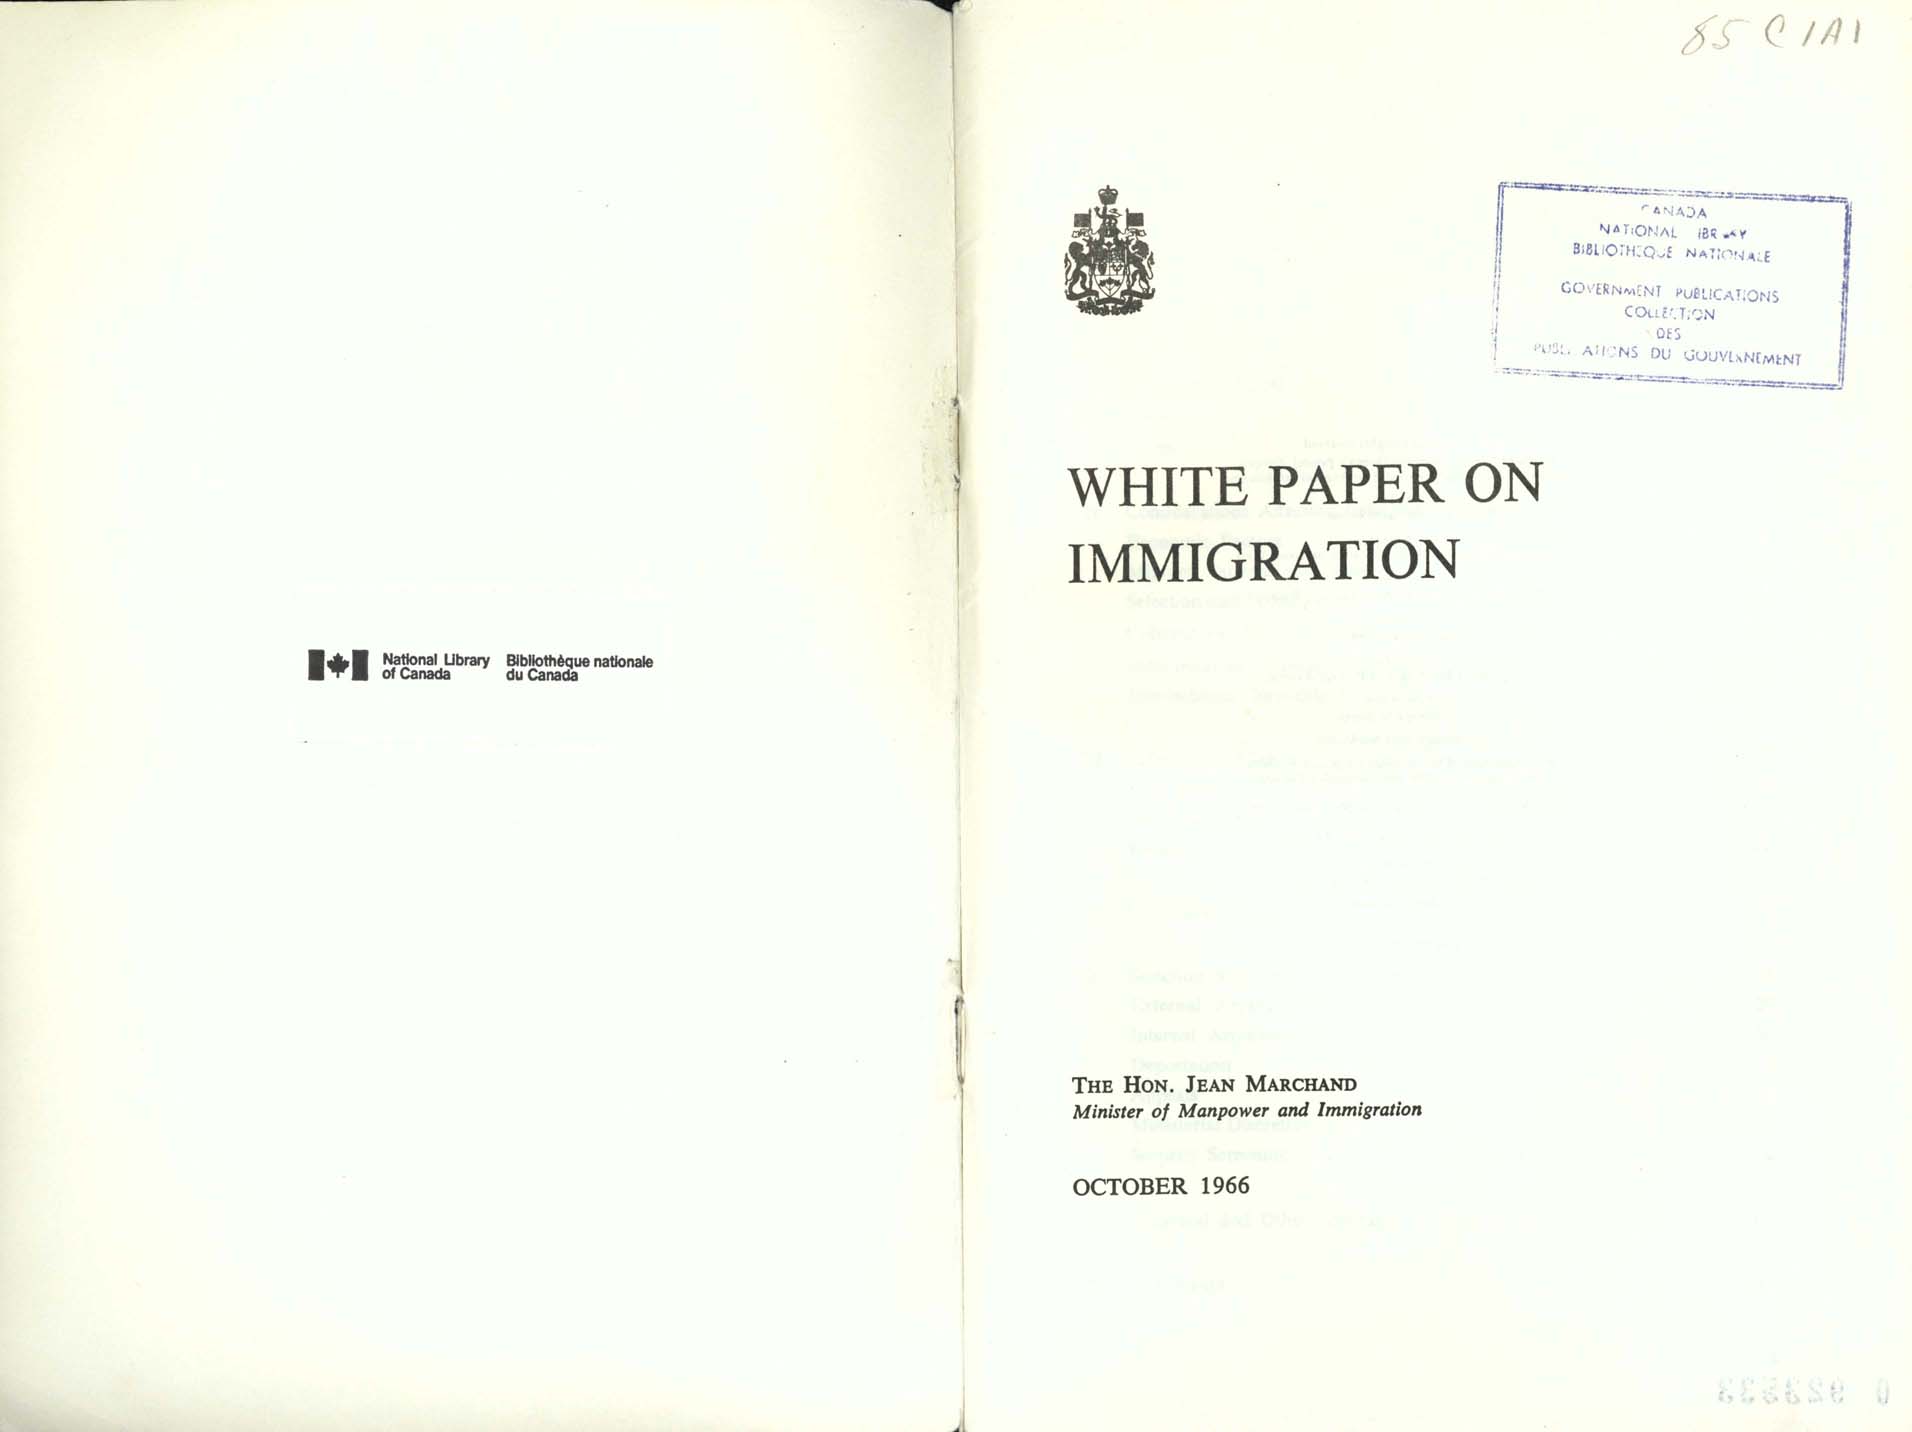 National Library
of Canada
Bibliothèque nationale
du Canada
85 C 1A1
CANADA
NATIONAL LIBRARY
BIBLIOTHEQUE NATIONALE
GOVERNMENT PUBLICATIONS
COLLECTION
DES
PUBLICATIONS DU GOUVERNEMENT
WHITE PAPER ON
IMMIGRATION
THE HON. JEAN MARCHAND
Minister of Manpower and Immigration
OCTOBER 1966